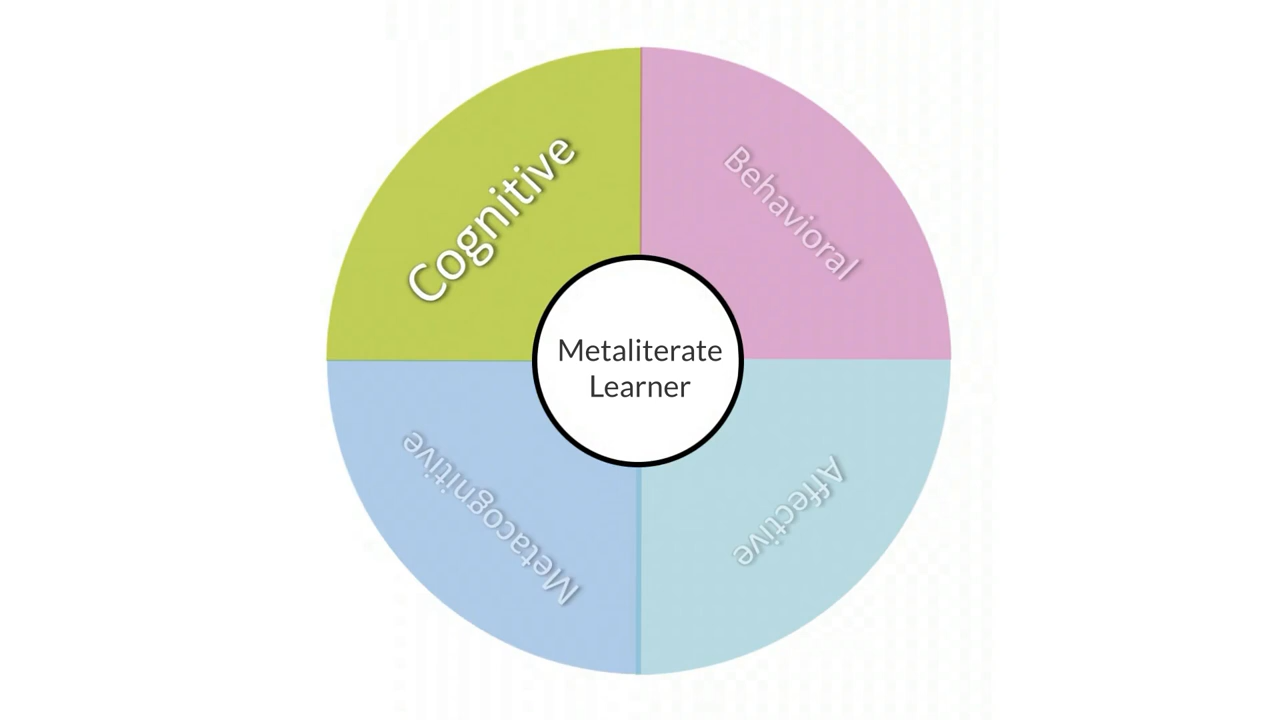 Cognitive
Behavioral
Metaliterate
Learner
Metacognitive
Affective